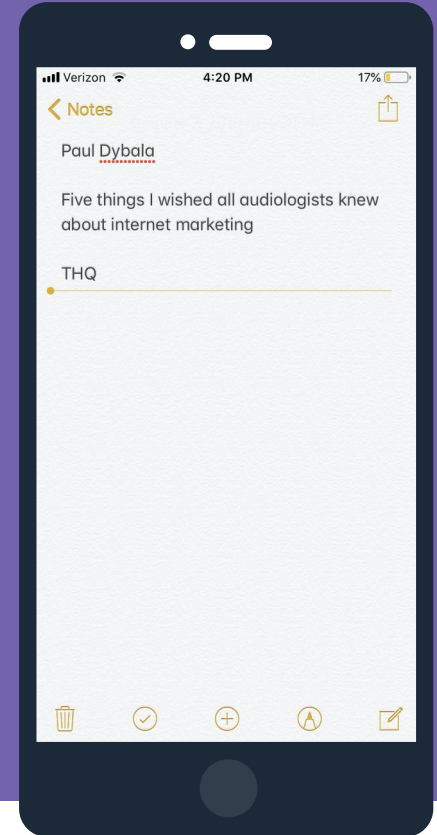 Verizon 4:20 PM 17%
Notes
Paul Dybala
Five things I wished all audiologists knew
about internet marketing
THQ